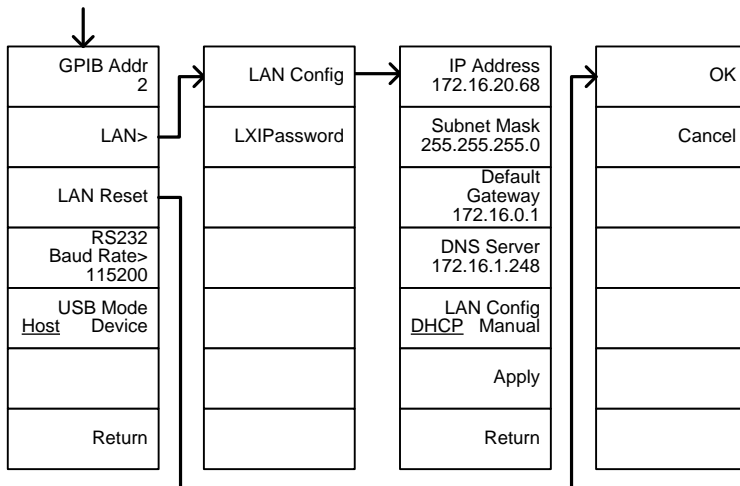 GPIB Addr
2
LAN>
LAN Reset
RS232
Baud Rate>
115200
USB Mode
Host Device
Return
LAN Config
LXIPassword
IP Address
172.16.20.68
Subnet Mask
255.255.255.0
Default
Gateway
172.16.0.1
DNS Server
172.16.1.248
LAN Config
DHCP Manual
Apply
Return
OK
Cancel